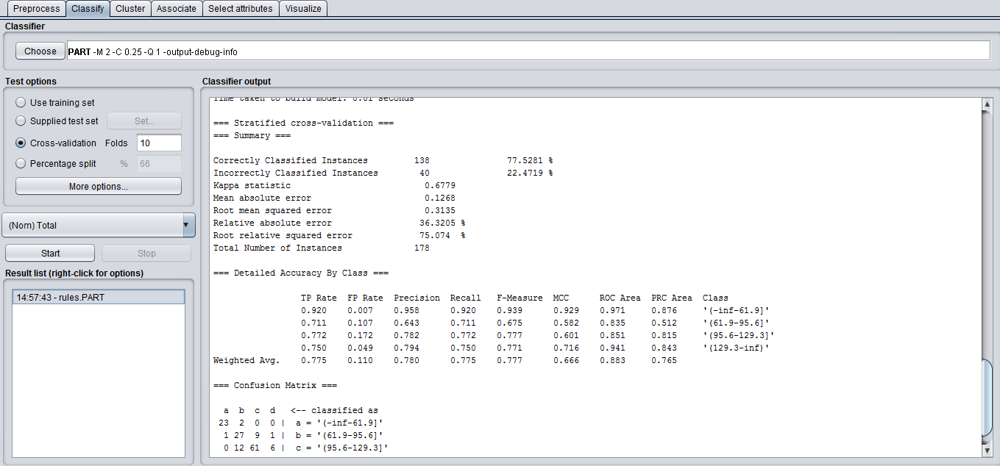 Preprocess Classify Cluster Associate Select attributes Visualize
Classifier
Choose PART -M 2 -C 0.25 -Q 1 -output-debug-info
Test options
Use training set
Supplied test set Set...
Cross-validation Folds 10
Percentage split % 66
More options...
(Nom) Total
Start Stop
Result list (right-click for options)
14:57:43 - rules.PART
Classifier output
Time taken to build model: 0.01 seconds
=== Stratified cross-validation ===
=== Summary ===
Correctly Classified Instances 138 77.5281 %
Incorrectly Classified Instances 40 22.4719 %
Kappa statistic 0.6779
Mean absolute error 0.1268
Root mean squared error 0.3135
Relative absolute error 36.3205 %
Root relative squared error 75.074 %
Total Number of Instances 178
=== Detailed Accuracy By Class ===
TP Rate FP Rate Precision Recall F-Measure MCC ROC Area PRC Area Class
0.920 0.007 0.958 0.920 0.939 0.929 0.971 0.876 '(-inf-61.9]'
0.711 0.107 0.643 0.711 0.675 0.582 0.835 0.512 '(61.9-95.6]'
0.772 0.172 0.782 0.772 0.777 0.601 0.851 0.815 '(95.6-129.3]'
0.750 0.049 0.794 0.750 0.771 0.716 0.941 0.843 '(129.3-inf)'
Weighted Avg. 0.775 0.110 0.780 0.775 0.777 0.666 0.883 0.765
=== Confusion Matrix ===
a b c d <-- classified as
23 2 0 0 | a = '(-inf-61.9]'
1 27 9 1 | b = '(61.9-95.6]'
0 12 61 6 | c = '(95.6-129.3]'